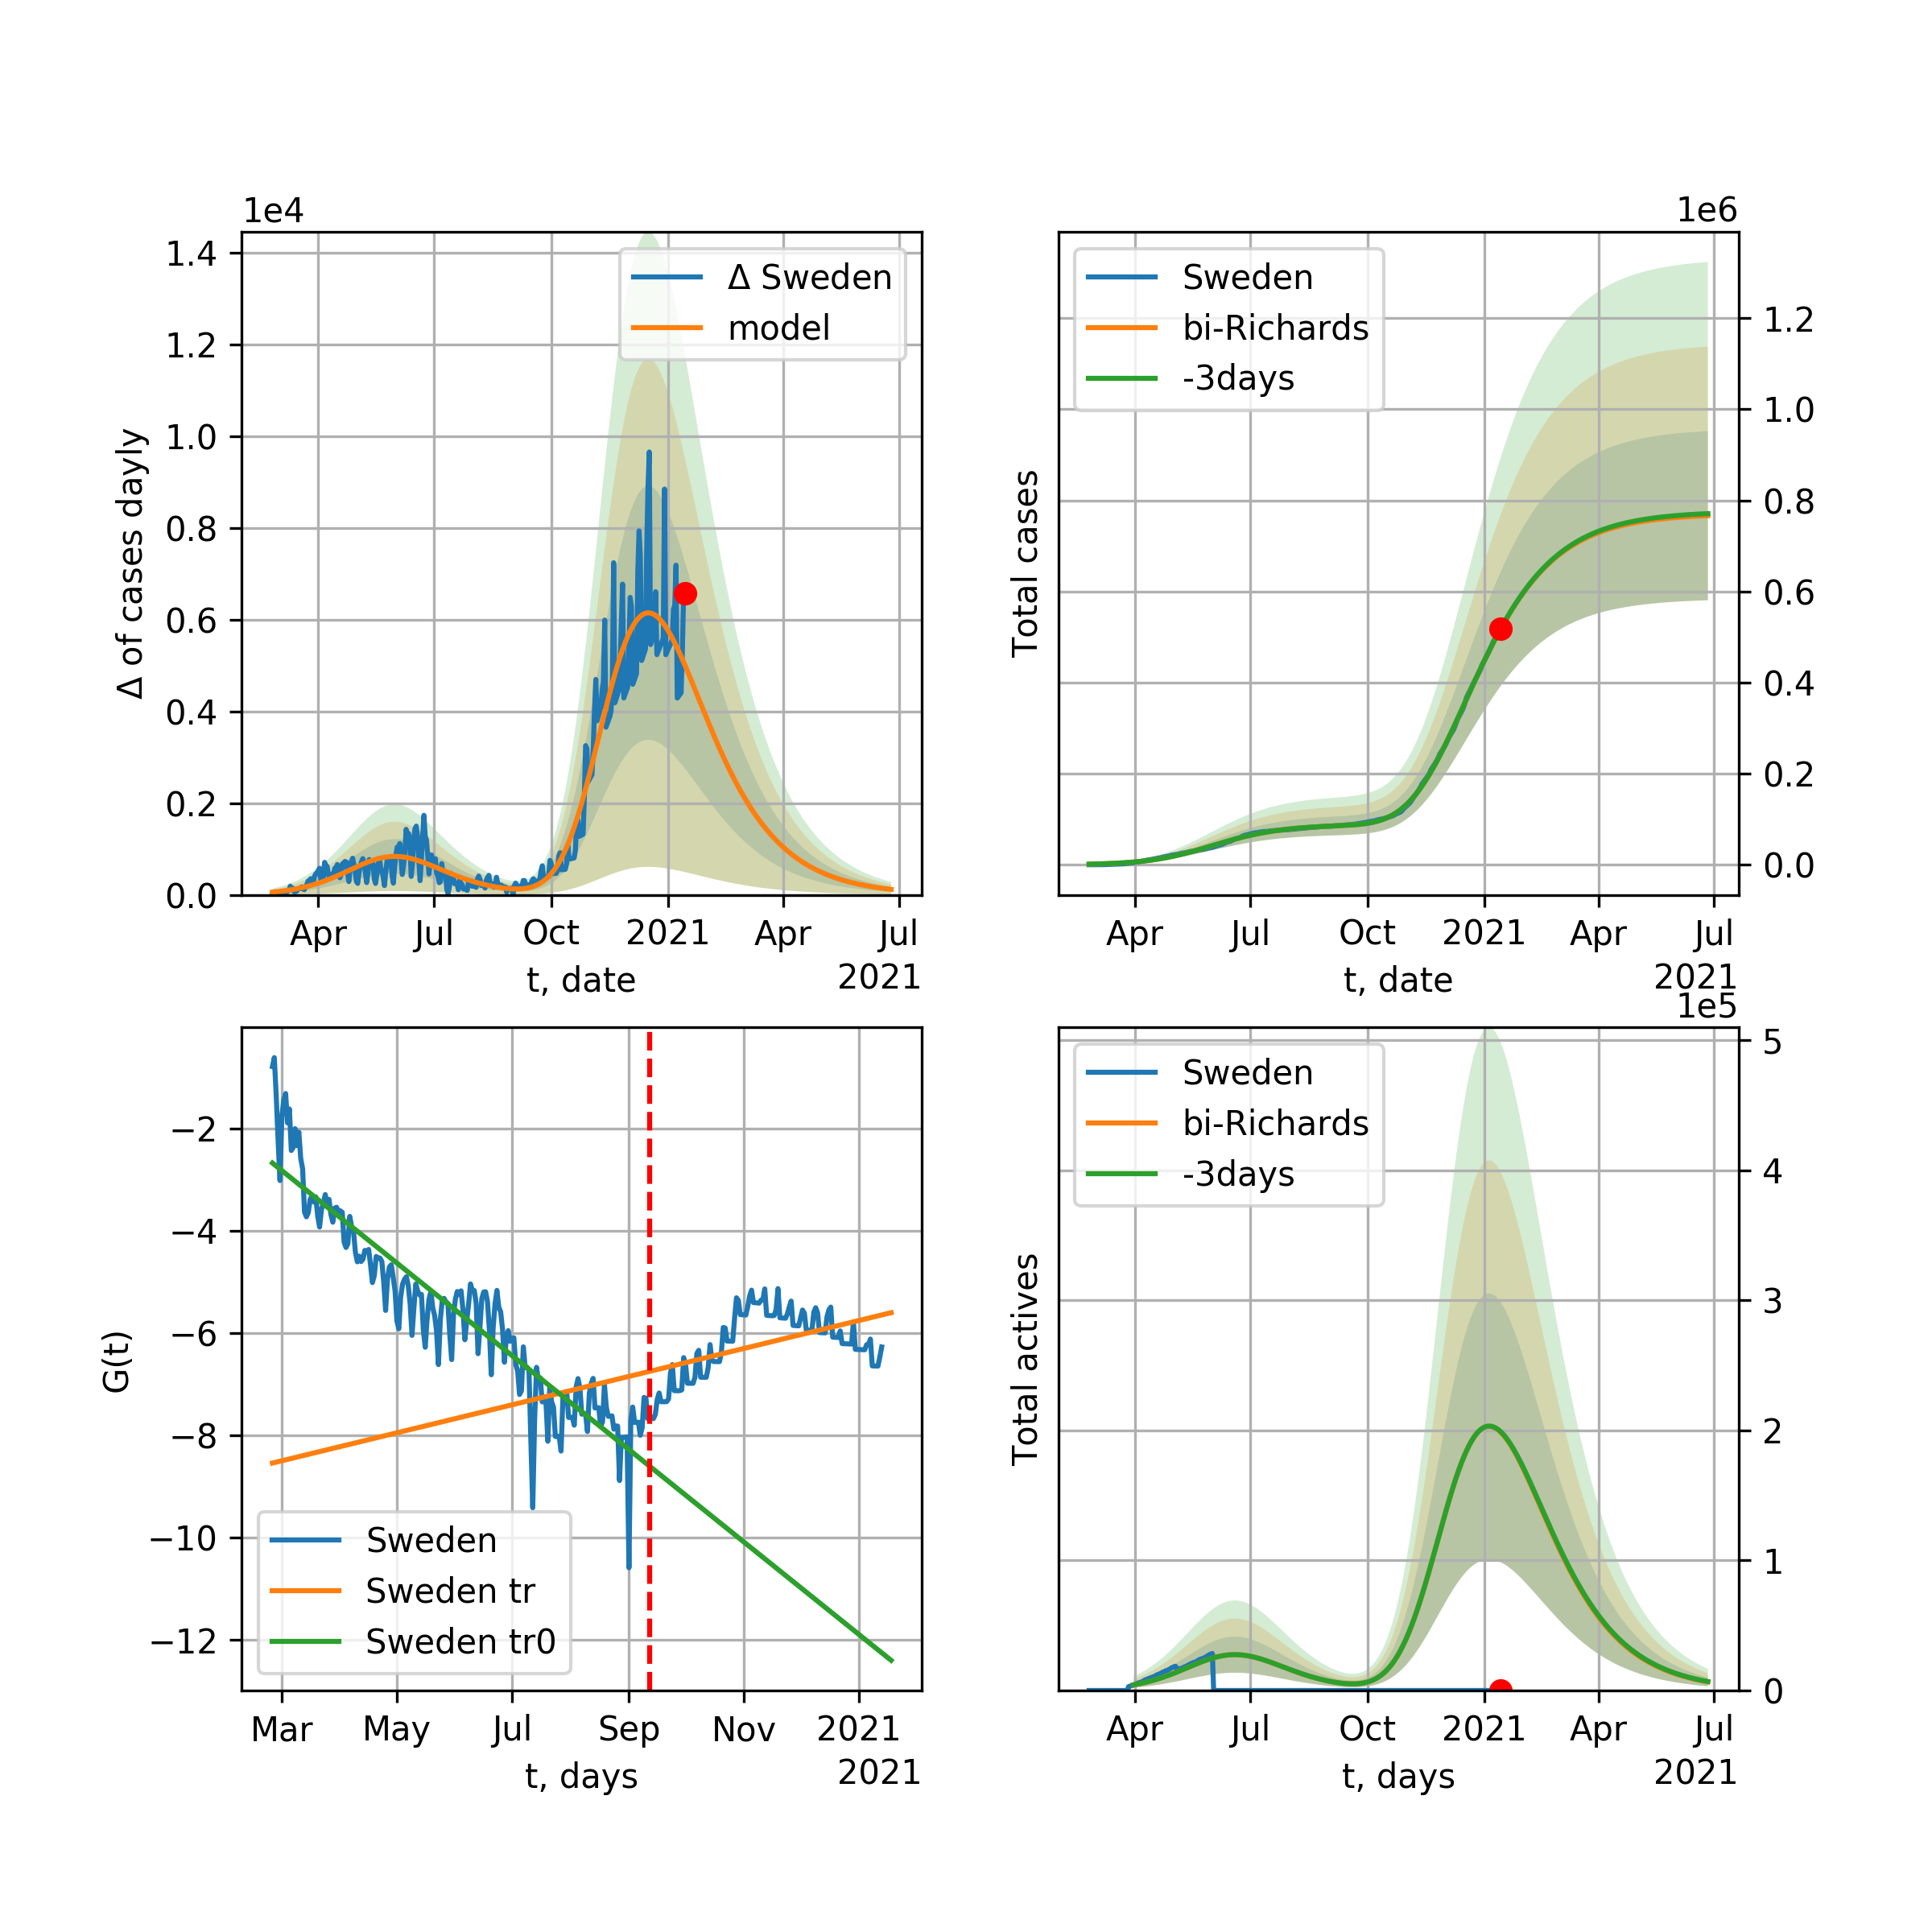 1e4
1.4
1.2
1.0
0.8
0.6
0.4
0.2
0.0
Δ of cases dayly
Δ Sweden
model
Apr Jul Oct 2021 Apr Jul
2021
t, date
1e6
Sweden
bi-Richards
-3days
Total cases
1.2
1.0
0.8
0.6
0.4
0.2
0.0
Apr Jul Oct 2021 Apr Jul
2021
t, date
G(t)
−2
−4
−6
−8
−10
−12
Sweden
Sweden tr
Sweden tr0
Mar May Jul Sep Nov 2021
2021
t, days
1e5
Sweden
bi-Richards
-3days
Total actives
5
4
3
2
1
0
Apr Jul Oct 2021 Apr Jul
2021
t, days